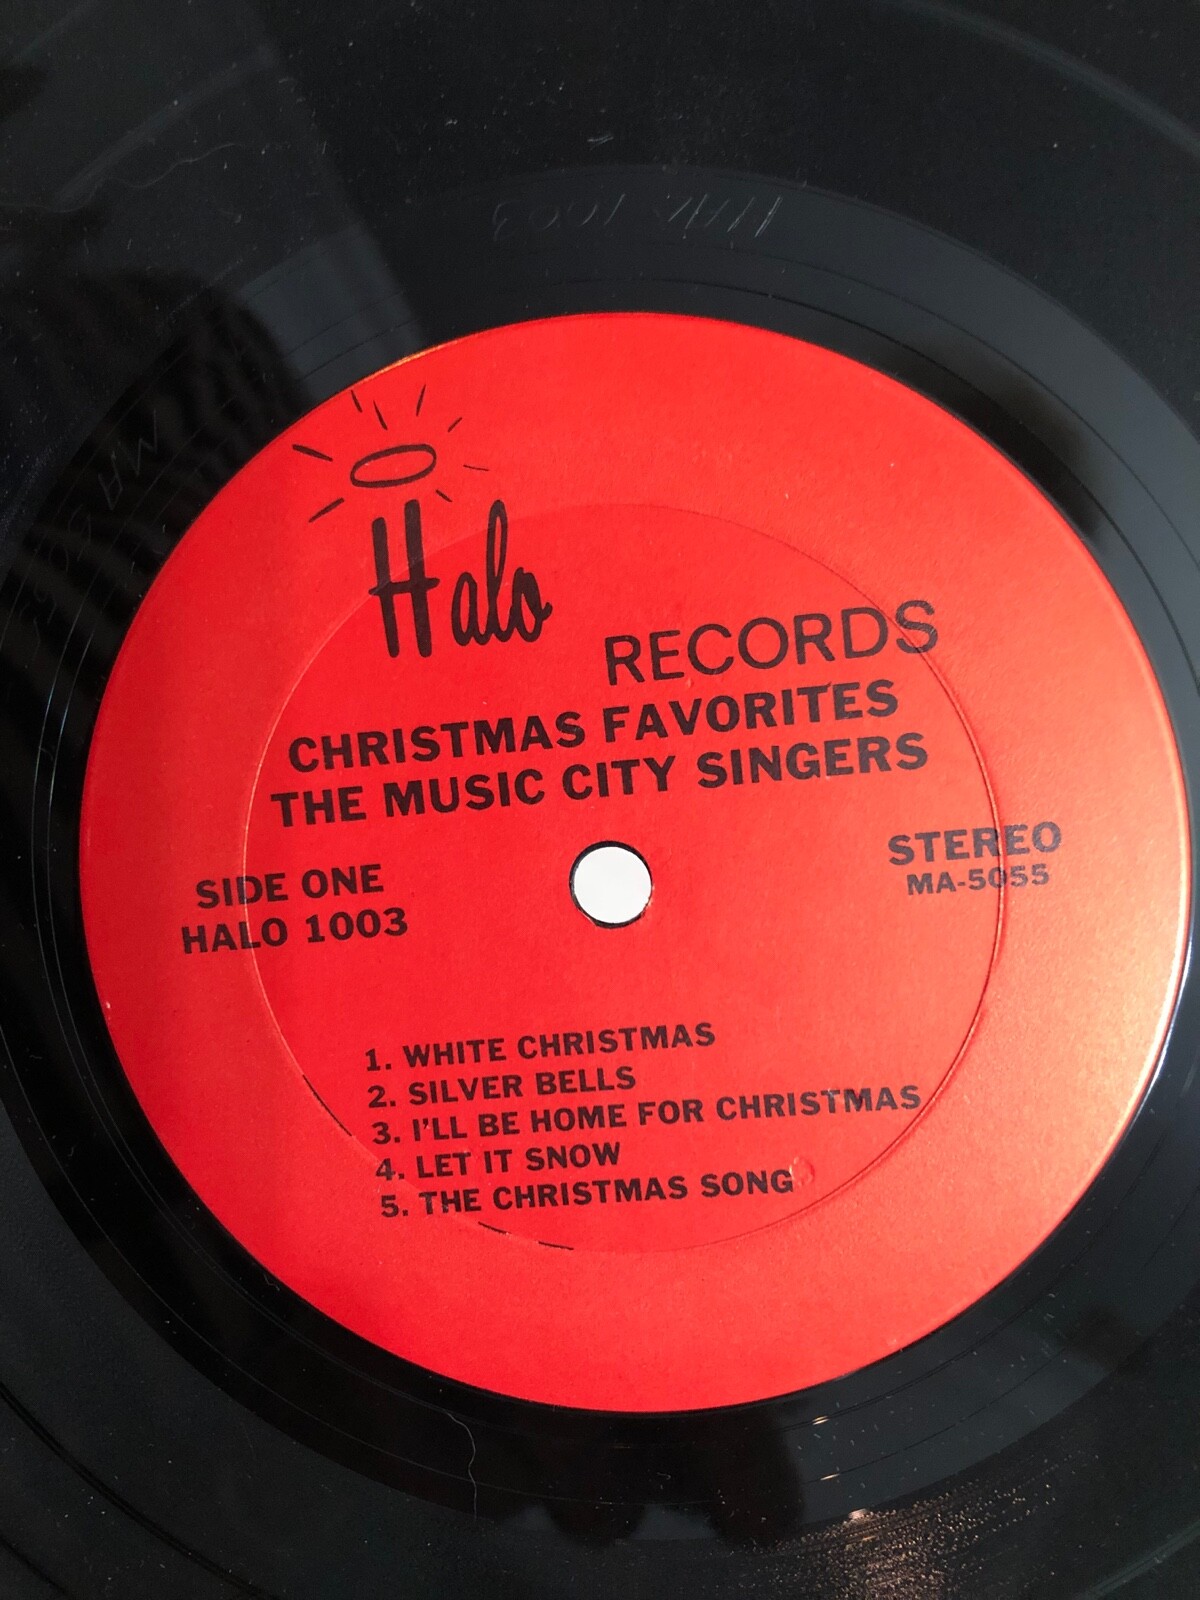 Halo
RECORDS
CHRISTMAS FAVORITES
THE MUSIC CITY SINGERS
SIDE ONE
HALO 1003
STEREO
MA-5055
1. WHITE CHRISTMAS
2. SILVER BELLS
3. I'LL BE HOME FOR CHRISTMAS
4. LET IT SNOW
5. THE CHRISTMAS SONG